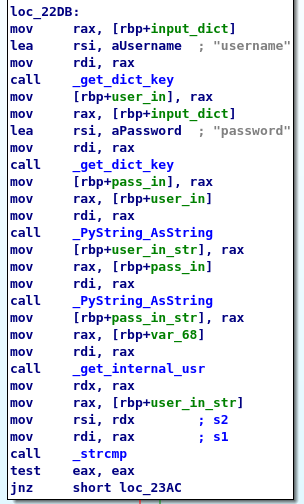 loc_22DB:
mov rax, [rbp+input_dict]
lea rsi, aUsername ; "username"
mov rdi, rax
call _get_dict_key
mov [rbp+user_in], rax
mov rax, [rbp+input_dict]
lea rsi, aPassword ; "password"
mov rdi, rax
call _get_dict_key
mov [rbp+pass_in], rax
mov rax, [rbp+user_in]
mov rdi, rax
call _PyString_AsString
mov [rbp+user_in_str], rax
mov rax, [rbp+pass_in]
mov rdi, rax
call _PyString_AsString
mov [rbp+pass_in_str], rax
mov rax, [rbp+var_68]
mov rdi, rax
call _get_internal_usr
mov rdx, rax
mov rax, [rbp+user_in_str]
mov rsi, rdx ; s2
mov rdi, rax ; s1
call _strcmp
test eax, eax
jnz short loc_23AC